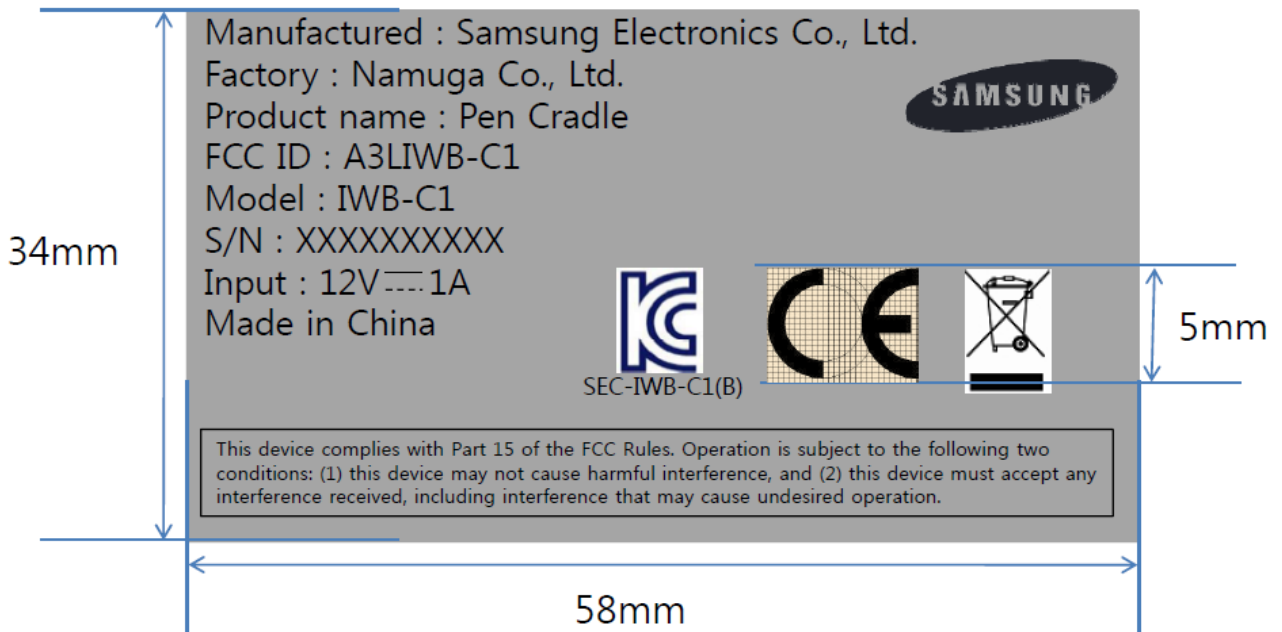 Manufactured : Samsung Electronics Co., Ltd.
Factory : Namuga Co., Ltd.
Product name : Pen Cradle
FCC ID : A3LIWB-C1
Model : IWB-C1
S/N : XXXXXXXXXX
Input : 12V⎓1A
Made in China
SAMSUNG
34mm
KC
CE
5mm
SEC-IWB-C1(B)
This device complies with Part 15 of the FCC Rules. Operation is subject to the following two
conditions: (1) this device may not cause harmful interference, and (2) this device must accept any
interference received, including interference that may cause undesired operation.
58mm